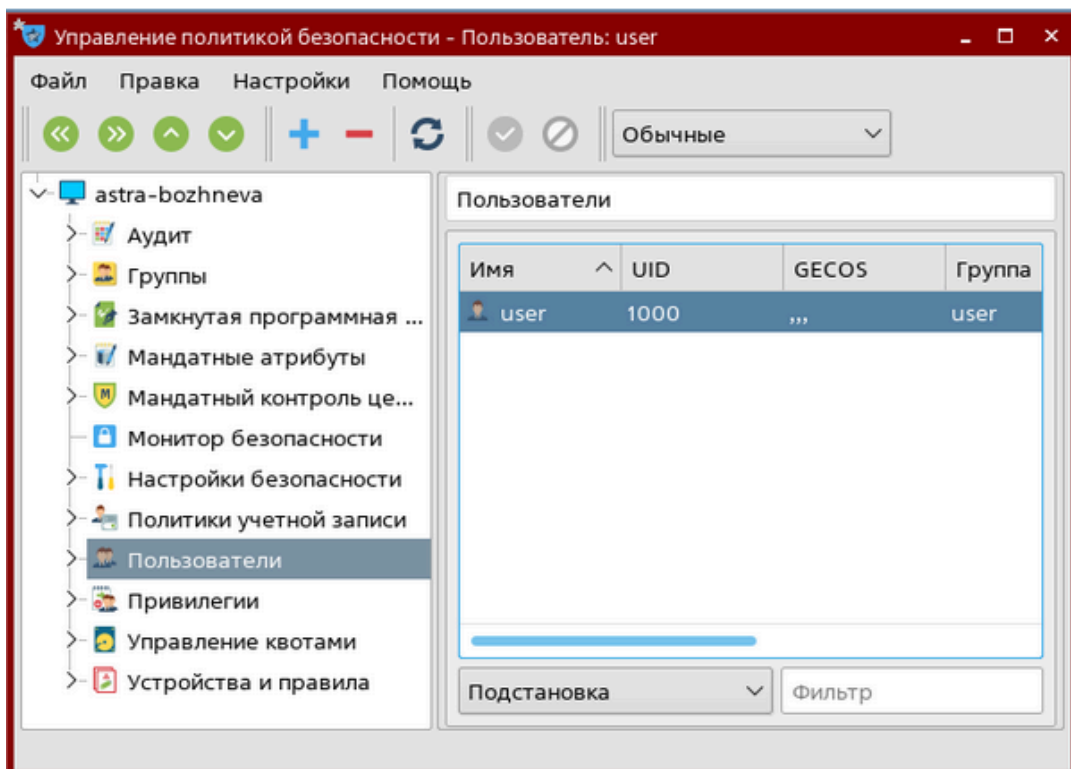 Управление политикой безопасности - Пользователь: user
Файл Правка Настройки Помощь
Обычные
astra-bozhneva
Аудит
Группы
Замкнутая программная ...
Мандатные атрибуты
Мандатный контроль це...
Монитор безопасности
Настройки безопасности
Политики учетной записи
Пользователи
Привилегии
Управление квотами
Устройства и правила
Пользователи
Имя UID GECOS Группа
user 1000 ,,, user
Подстановка Фильтр